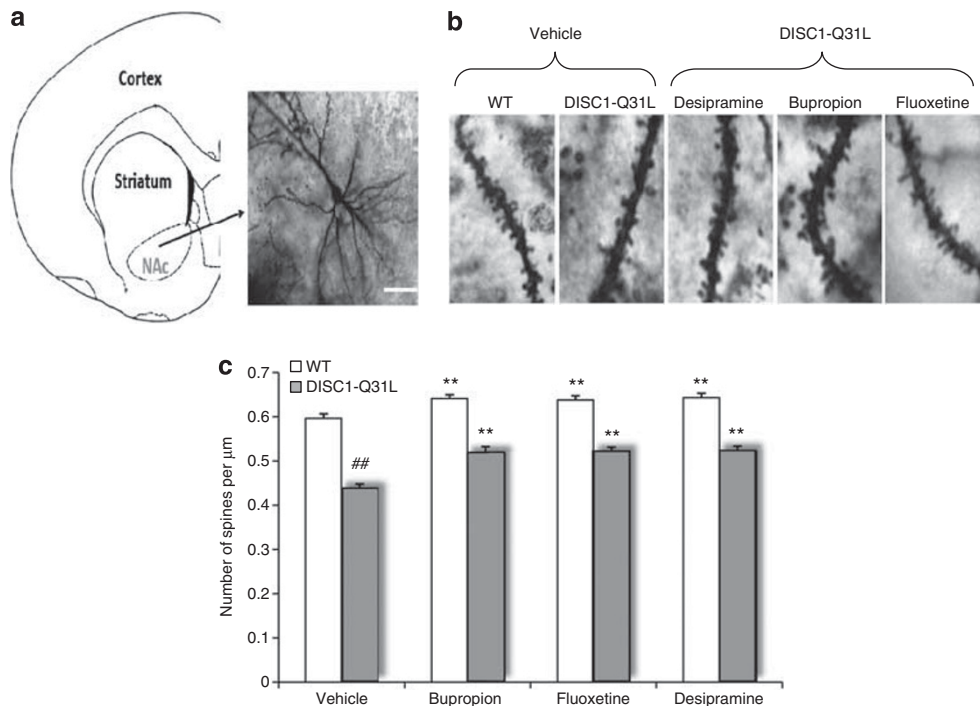 a
Cortex
Striatum
NAc
b
Vehicle
DISC1-Q31L
WT
DISC1-Q31L
Desipramine
Bupropion
Fluoxetine
c
WT
DISC1-Q31L
Number of spines per μm
0.7
0.6
0.5
0.4
0.3
0.2
0.1
0
##
**
**
**
**
**
**
Vehicle
Bupropion
Fluoxetine
Desipramine